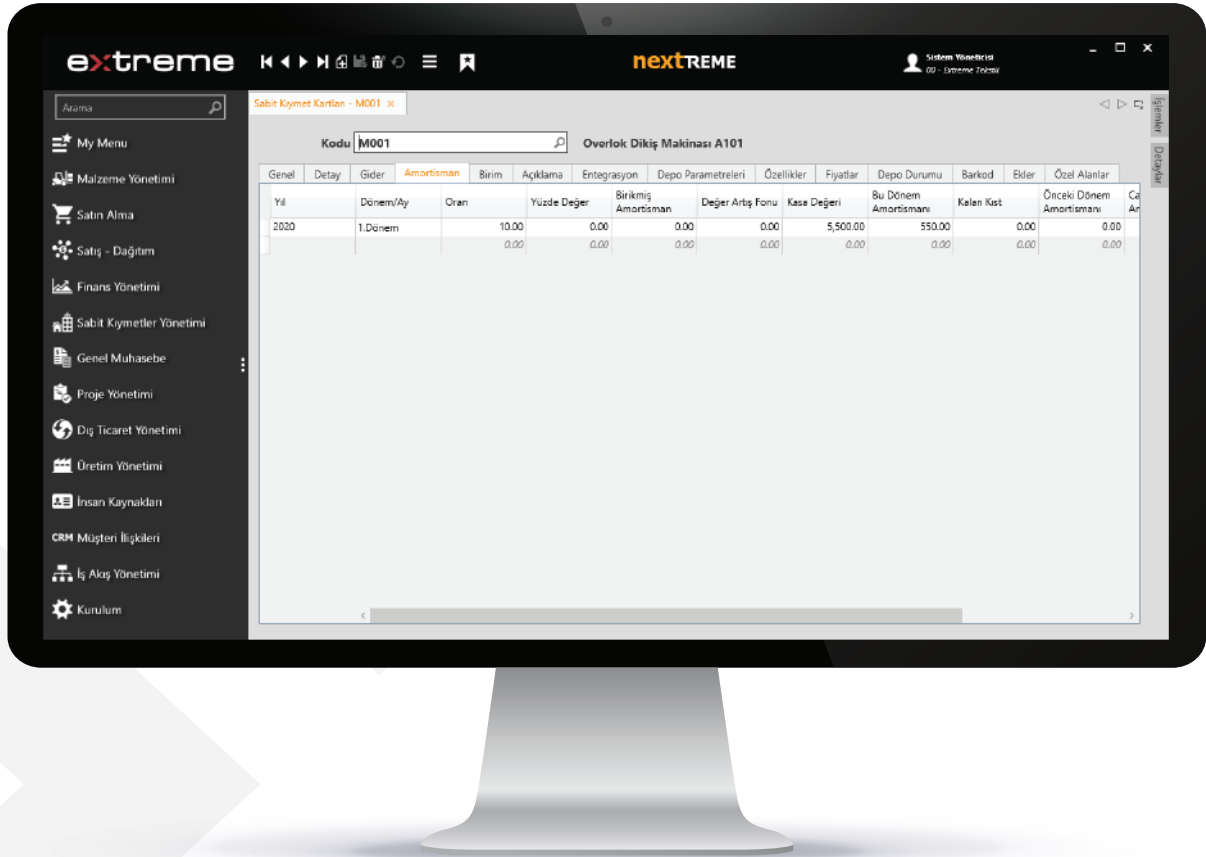 extreme
nextREME
Sistem Yöneticisi
00 - Extreme Tekstil
Arama
My Menu
Malzeme Yönetimi
Satın Alma
Satış - Dağıtım
Finans Yönetimi
Sabit Kıymetler Yönetimi
Genel Muhasebe
Proje Yönetimi
Dış Ticaret Yönetimi
Üretim Yönetimi
İnsan Kaynakları
CRM Müşteri İlişkileri
İş Akış Yönetimi
Kurulum
Sabit Kıymet Kartları - M001
Kodu M001 Overlok Dikiş Makinası A101
Genel Detay Gider Amortisman Birim Açıklama Entegrasyon Depo Parametreleri Özellikler Fiyatlar Depo Durumu Barkod Ekler Özel Alanlar
Yıl Dönem/Ay Oran Yüzde Değer Birikmiş Amortisman Değer Artış Fonu Kasa Değeri Bu Dönem Amortismanı Kalan Kıst Önceki Dönem Amortismanı Ca Ar
2020 1.Dönem 10.00 0.00 0.00 0.00 5,500.00 550.00 0.00 0.00
0.00 0.00 0.00 0.00 0.00 0.00 0.00 0.00
İşlemler
Detaylar